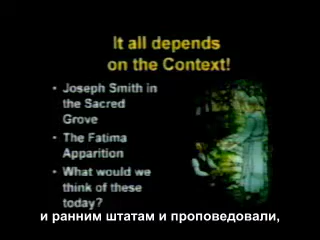 It all depends
on the Context!
• Joseph Smith in
the Sacred
Grove
• The Fatima
Apparition
• What would we
think of these
today?
и ранним штатам и проповедовали,